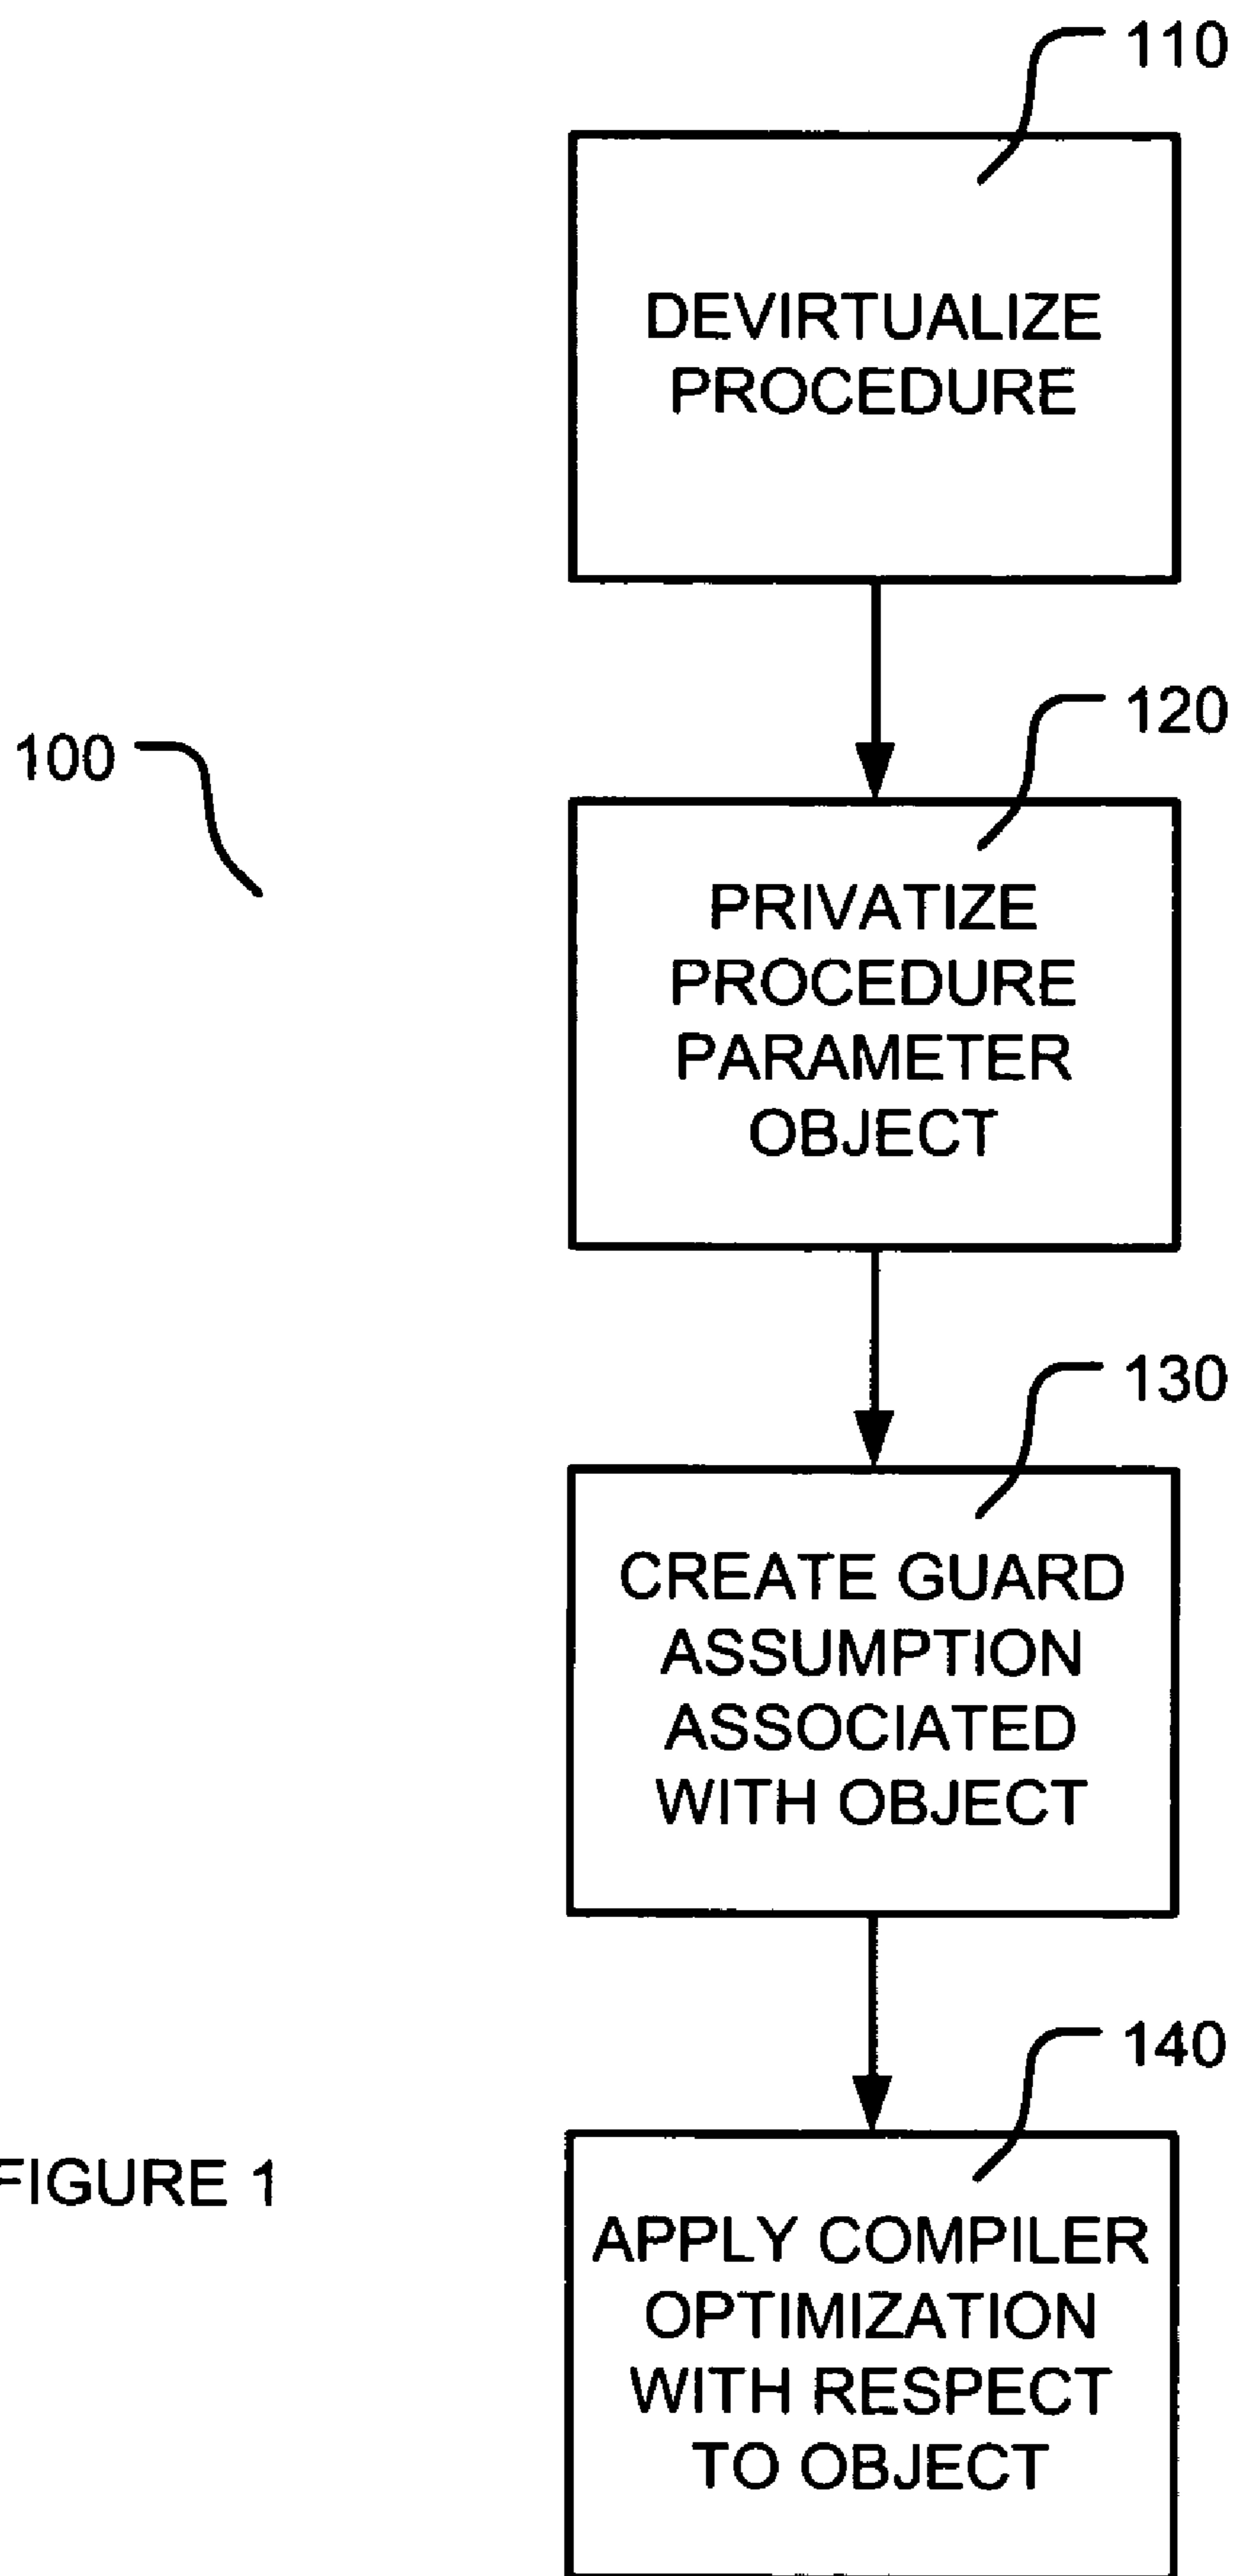 110
DEVIRTUALIZE
PROCEDURE
120
100
PRIVATIZE
PROCEDURE
PARAMETER
OBJECT
130
CREATE GUARD
ASSUMPTION
ASSOCIATED
WITH OBJECT
140
FIGURE 1
APPLY COMPILER
OPTIMIZATION
WITH RESPECT
TO OBJECT